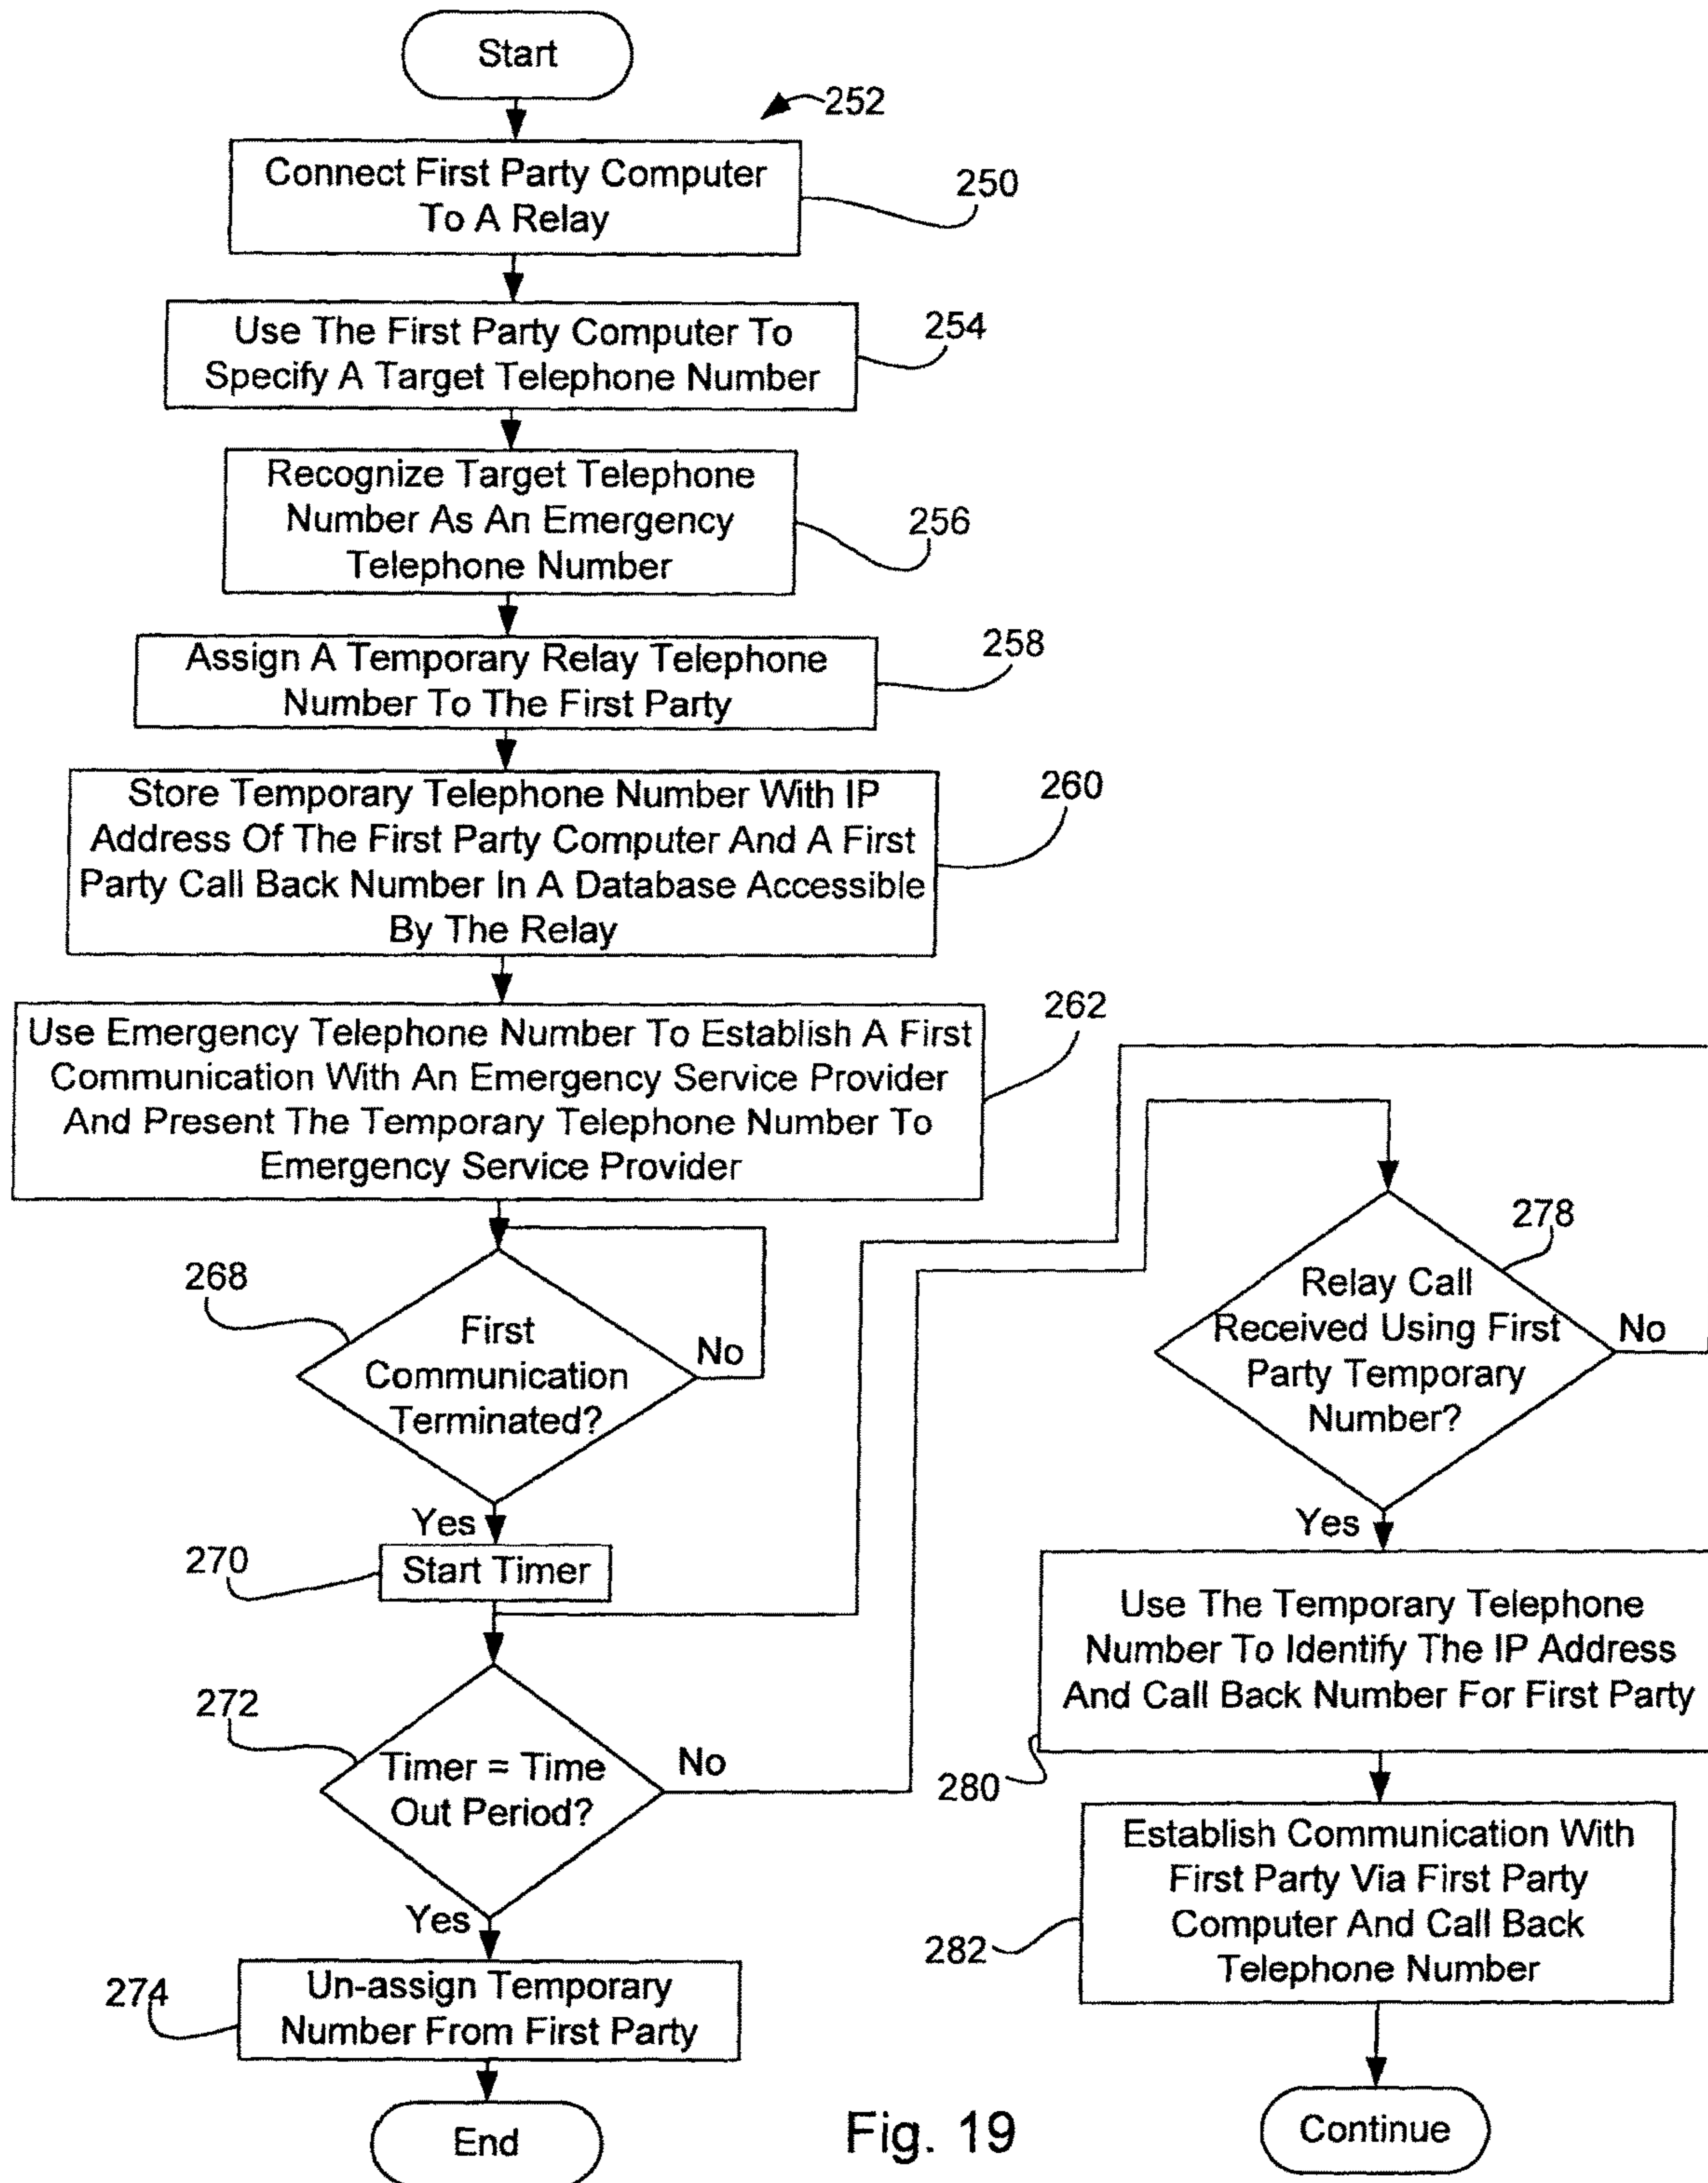 Start
252
Connect First Party Computer
To A Relay
250
Use The First Party Computer To
Specify A Target Telephone Number
254
Recognize Target Telephone
Number As An Emergency
Telephone Number
256
Assign A Temporary Relay Telephone
Number To The First Party
258
Store Temporary Telephone Number With IP
Address Of The First Party Computer And A First
Party Call Back Number In A Database Accessible
By The Relay
260
Use Emergency Telephone Number To Establish A First
Communication With An Emergency Service Provider
And Present The Temporary Telephone Number To
Emergency Service Provider
262
268
First
Communication
Terminated?
No
Yes
270
Start Timer
272
Timer = Time
Out Period?
No
Yes
274
Un-assign Temporary
Number From First Party
End
278
Relay Call
Received Using First
Party Temporary
Number?
No
Yes
Use The Temporary Telephone
Number To Identify The IP Address
And Call Back Number For First Party
280
Establish Communication With
First Party Via First Party
Computer And Call Back
Telephone Number
282
Continue
Fig. 19